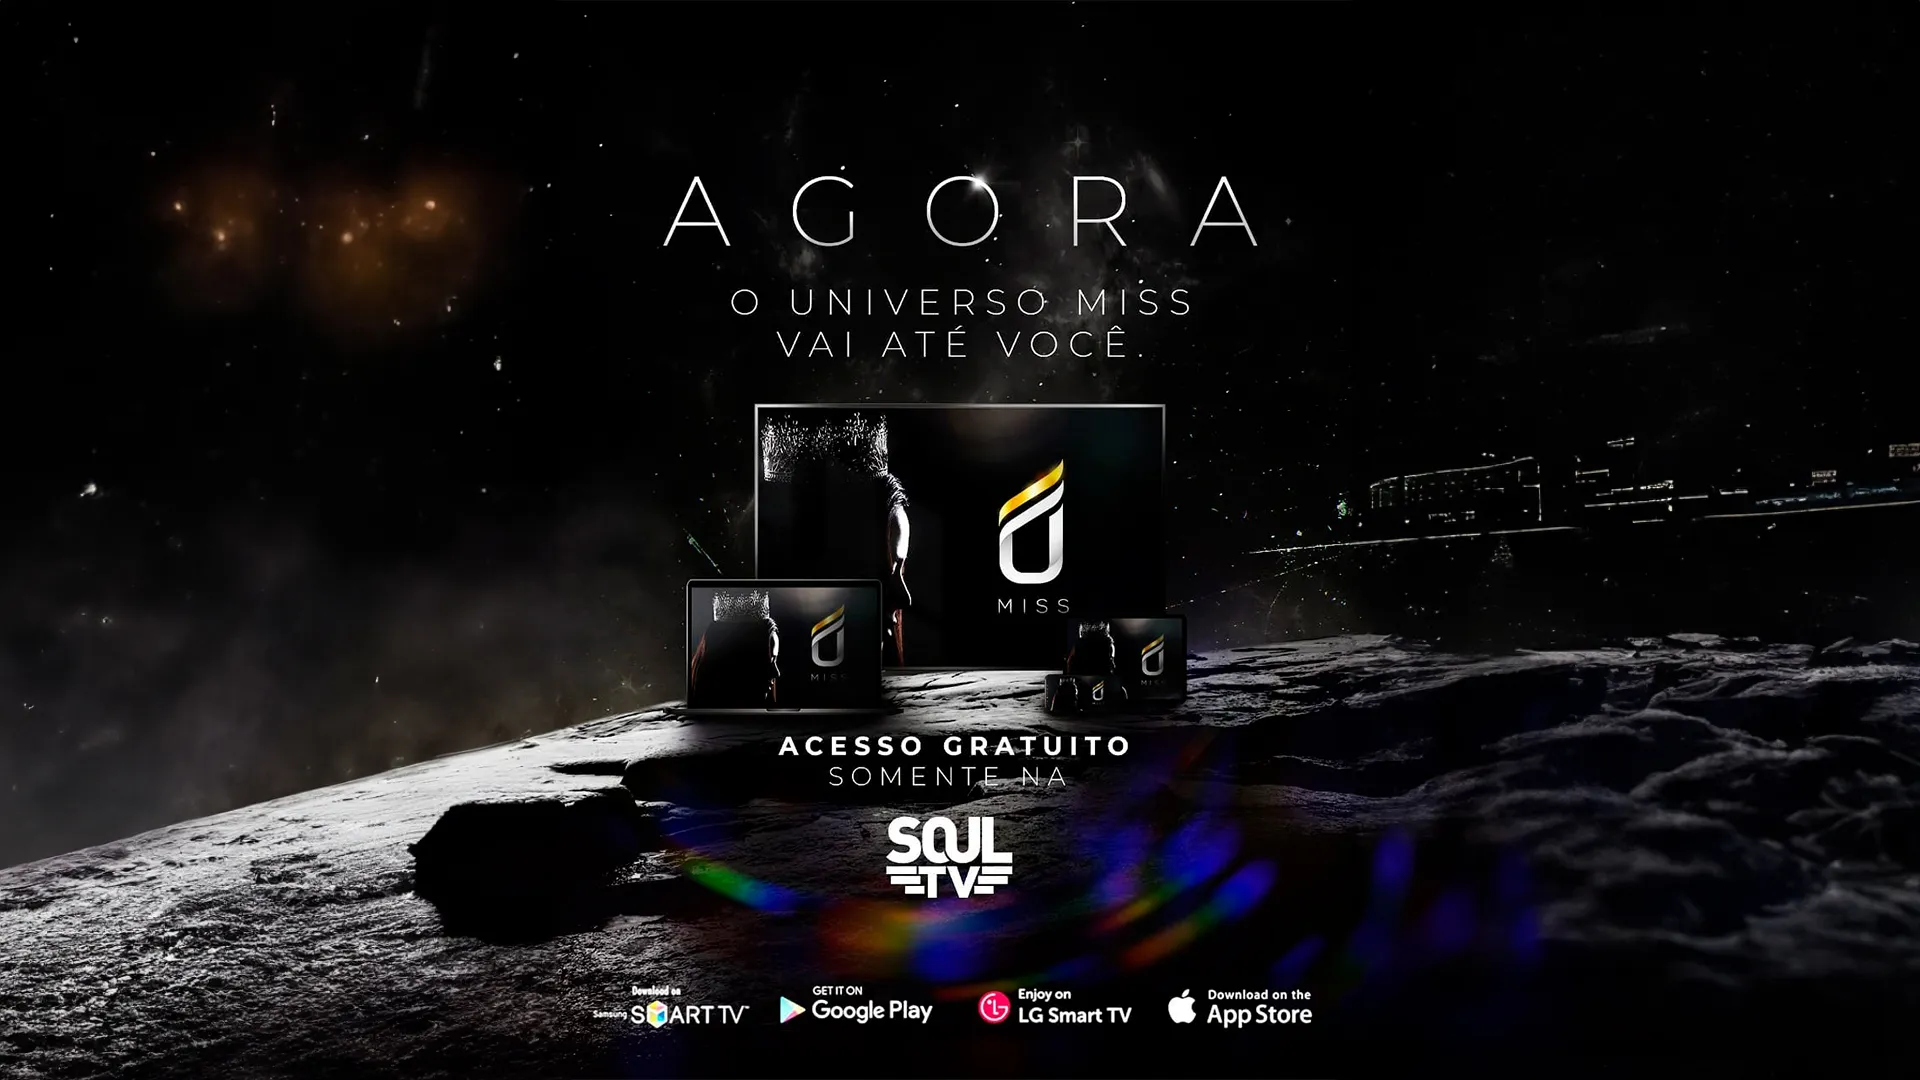 AGORA
O UNIVERSO MISS
VAI ATÉ VOCÊ.
MISS
MISS
MISS
ACESSO GRATUITO
SOMENTE NA
SOUL
TV
Download on
Samsung SMART TV
GET IT ON
Google Play
Enjoy on
LG Smart TV
Download on the
App Store